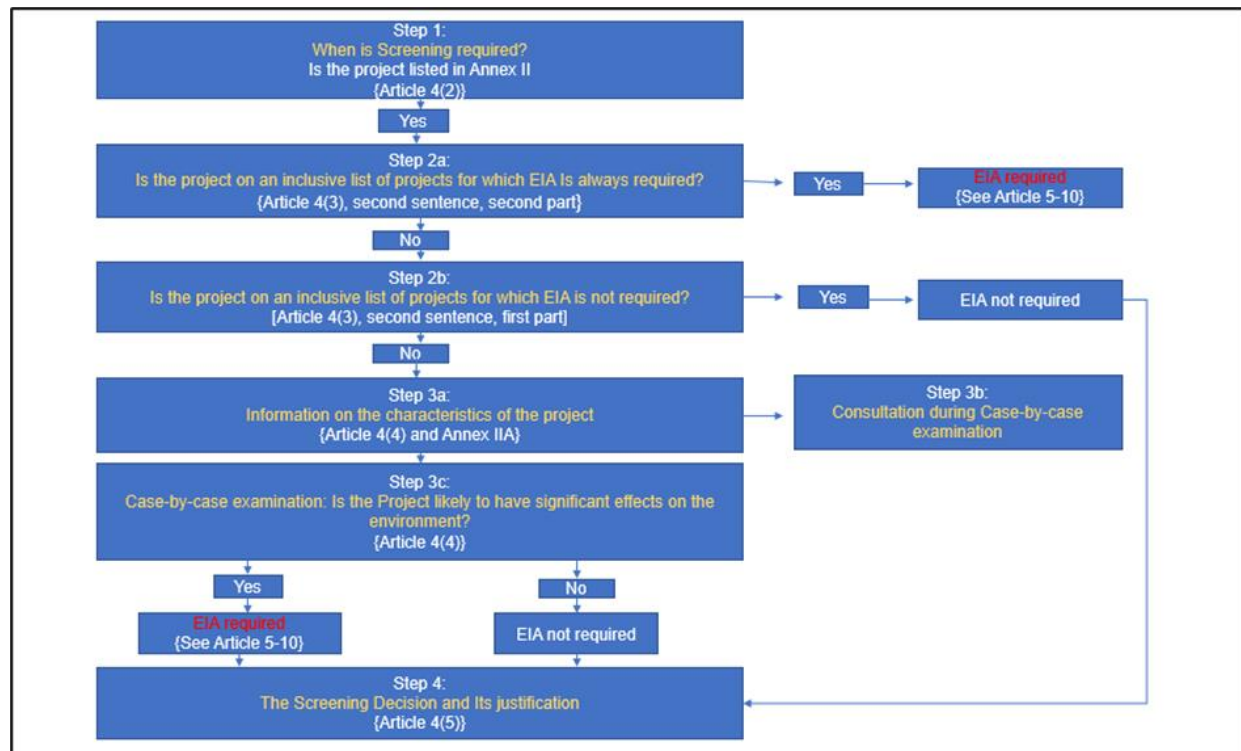 Step 1:
When is Screening required?
Is the project listed in Annex II
{Article 4(2)}
Yes
Step 2a:
Is the project on an inclusive list of projects for which EIA Is always required?
{Article 4(3), second sentence, second part}
Yes
EIA required
{See Article 5-10}
No
Step 2b:
Is the project on an inclusive list of projects for which EIA is not required?
[Article 4(3), second sentence, first part]
Yes
EIA not required
No
Step 3a:
Information on the characteristics of the project
{Article 4(4) and Annex IIA}
Step 3b:
Consultation during Case-by-case
examination
Step 3c:
Case-by-case examination: Is the Project likely to have significant effects on the
environment?
{Article 4(4)}
Yes
No
EIA required
{See Article 5-10}
EIA not required
Step 4:
The Screening Decision and Its justification
{Article 4(5)}